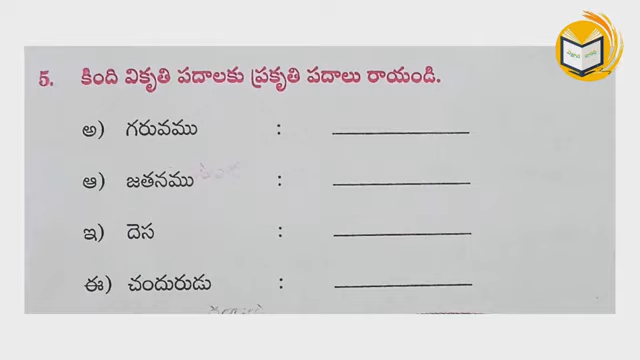 5. కింది వికృతి పదాలకు ప్రకృతి పదాలు రాయండి.
అ) గరువము :
ఆ) జతనము :
ఇ) దెస :
ఈ) చందురుడు :